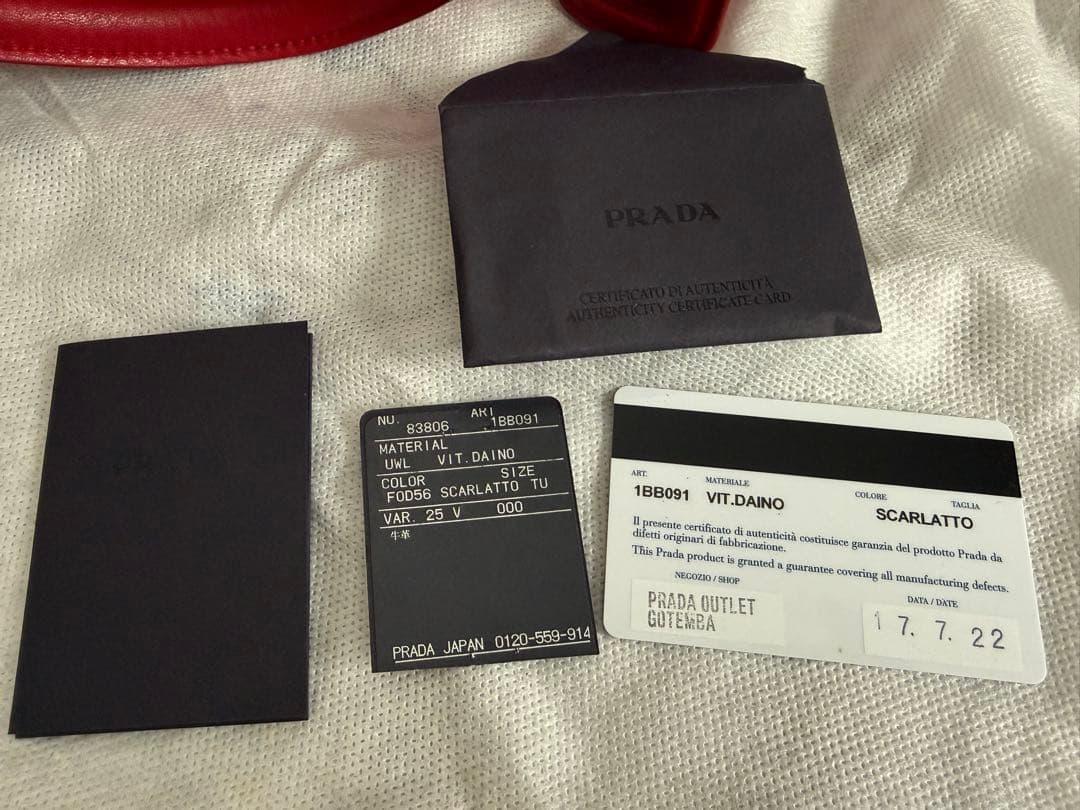 PRADA
CERTIFICATO DI AUTENTICITÀ
AUTHENTICITY CERTIFICATE CARD
NU. 83806 ART 1BB091
MATERIAL
UWL VIT.DAINO
COLOR SIZE
F0D56 SCARLATTO TU
VAR. 25 V 000
牛革
PRADA JAPAN 0120-559-914
ART. MATERIALE COLORE TAGLIA
1BB091 VIT.DAINO SCARLATTO
Il presente certificato di autenticità costituisce garanzia del prodotto Prada da
difetti originari di fabbricazione.
This Prada product is granted a guarantee covering all manufacturing defects.
NEGOZIO / SHOP
PRADA OUTLET
GOTEMBA
DATA / DATE
17. 7. 22